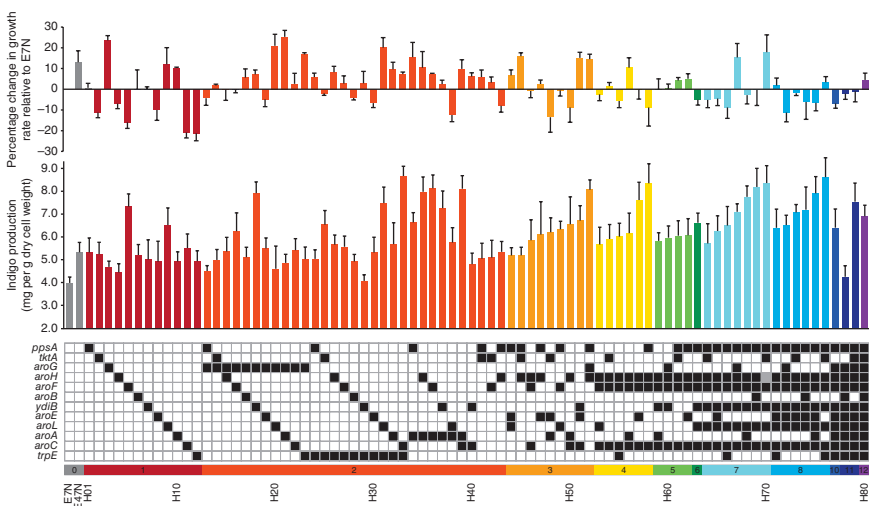 Percentage change in growth
rate relative to E7N
30
20
10
0
−10
−20
−30
Indigo production
(mg per g dry cell weight)
9.0
8.0
7.0
6.0
5.0
4.0
3.0
2.0
ppsA
tktA
aroG
aroH
aroF
aroB
ydiB
aroE
aroL
aroA
aroC
trpE
0 1 2 3 4 5 6 7 8 10 11 12
E7N
E47N
H01
H10
H20
H30
H40
H50
H60
H70
H80